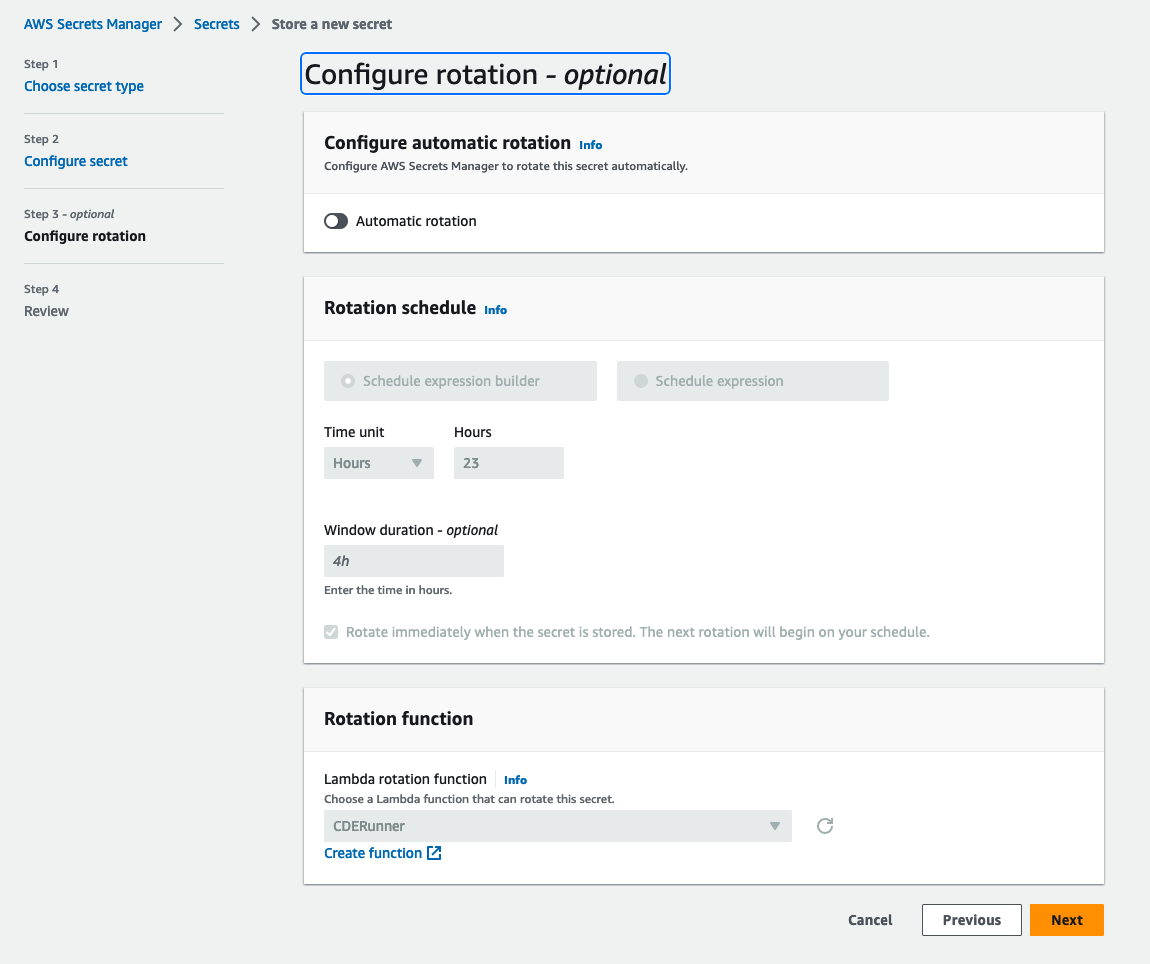 AWS Secrets Manager > Secrets > Store a new secret
Step 1
Choose secret type
Step 2
Configure secret
Step 3 - optional
Configure rotation
Step 4
Review
Configure rotation - optional
Configure automatic rotation Info
Configure AWS Secrets Manager to rotate this secret automatically.
Automatic rotation
Rotation schedule Info
Schedule expression builder Schedule expression
Time unit Hours
Hours 23
Window duration - optional
4h
Enter the time in hours.
Rotate immediately when the secret is stored. The next rotation will begin on your schedule.
Rotation function
Lambda rotation function Info
Choose a Lambda function that can rotate this secret.
CDERunner
Create function
Cancel Previous Next